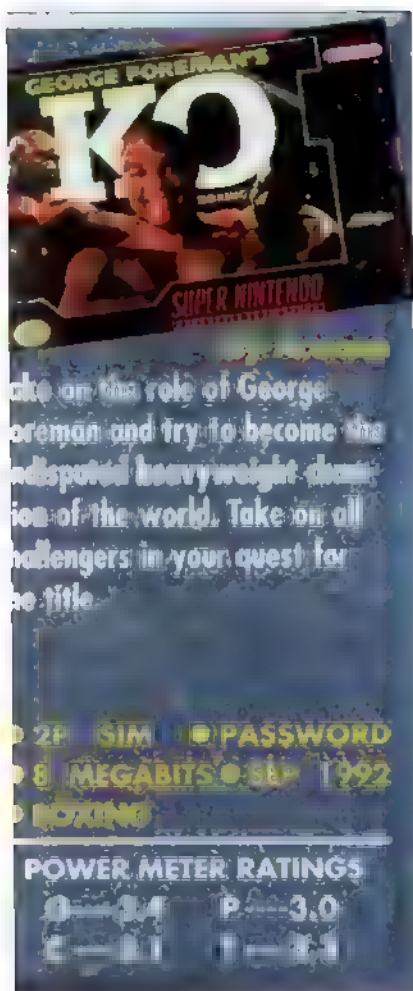 GEORGE FOREMAN'S
KO
SUPER NINTENDO
ake on the role of George
oreman and try to become the
ndisputed heavyweight cham-
ion of the world. Take on all
hallengers in your quest for
he title.
● 2P SIM ● PASSWORD
● 8 MEGABITS ● 1992
● BOXING
POWER METER RATINGS
P—3.0